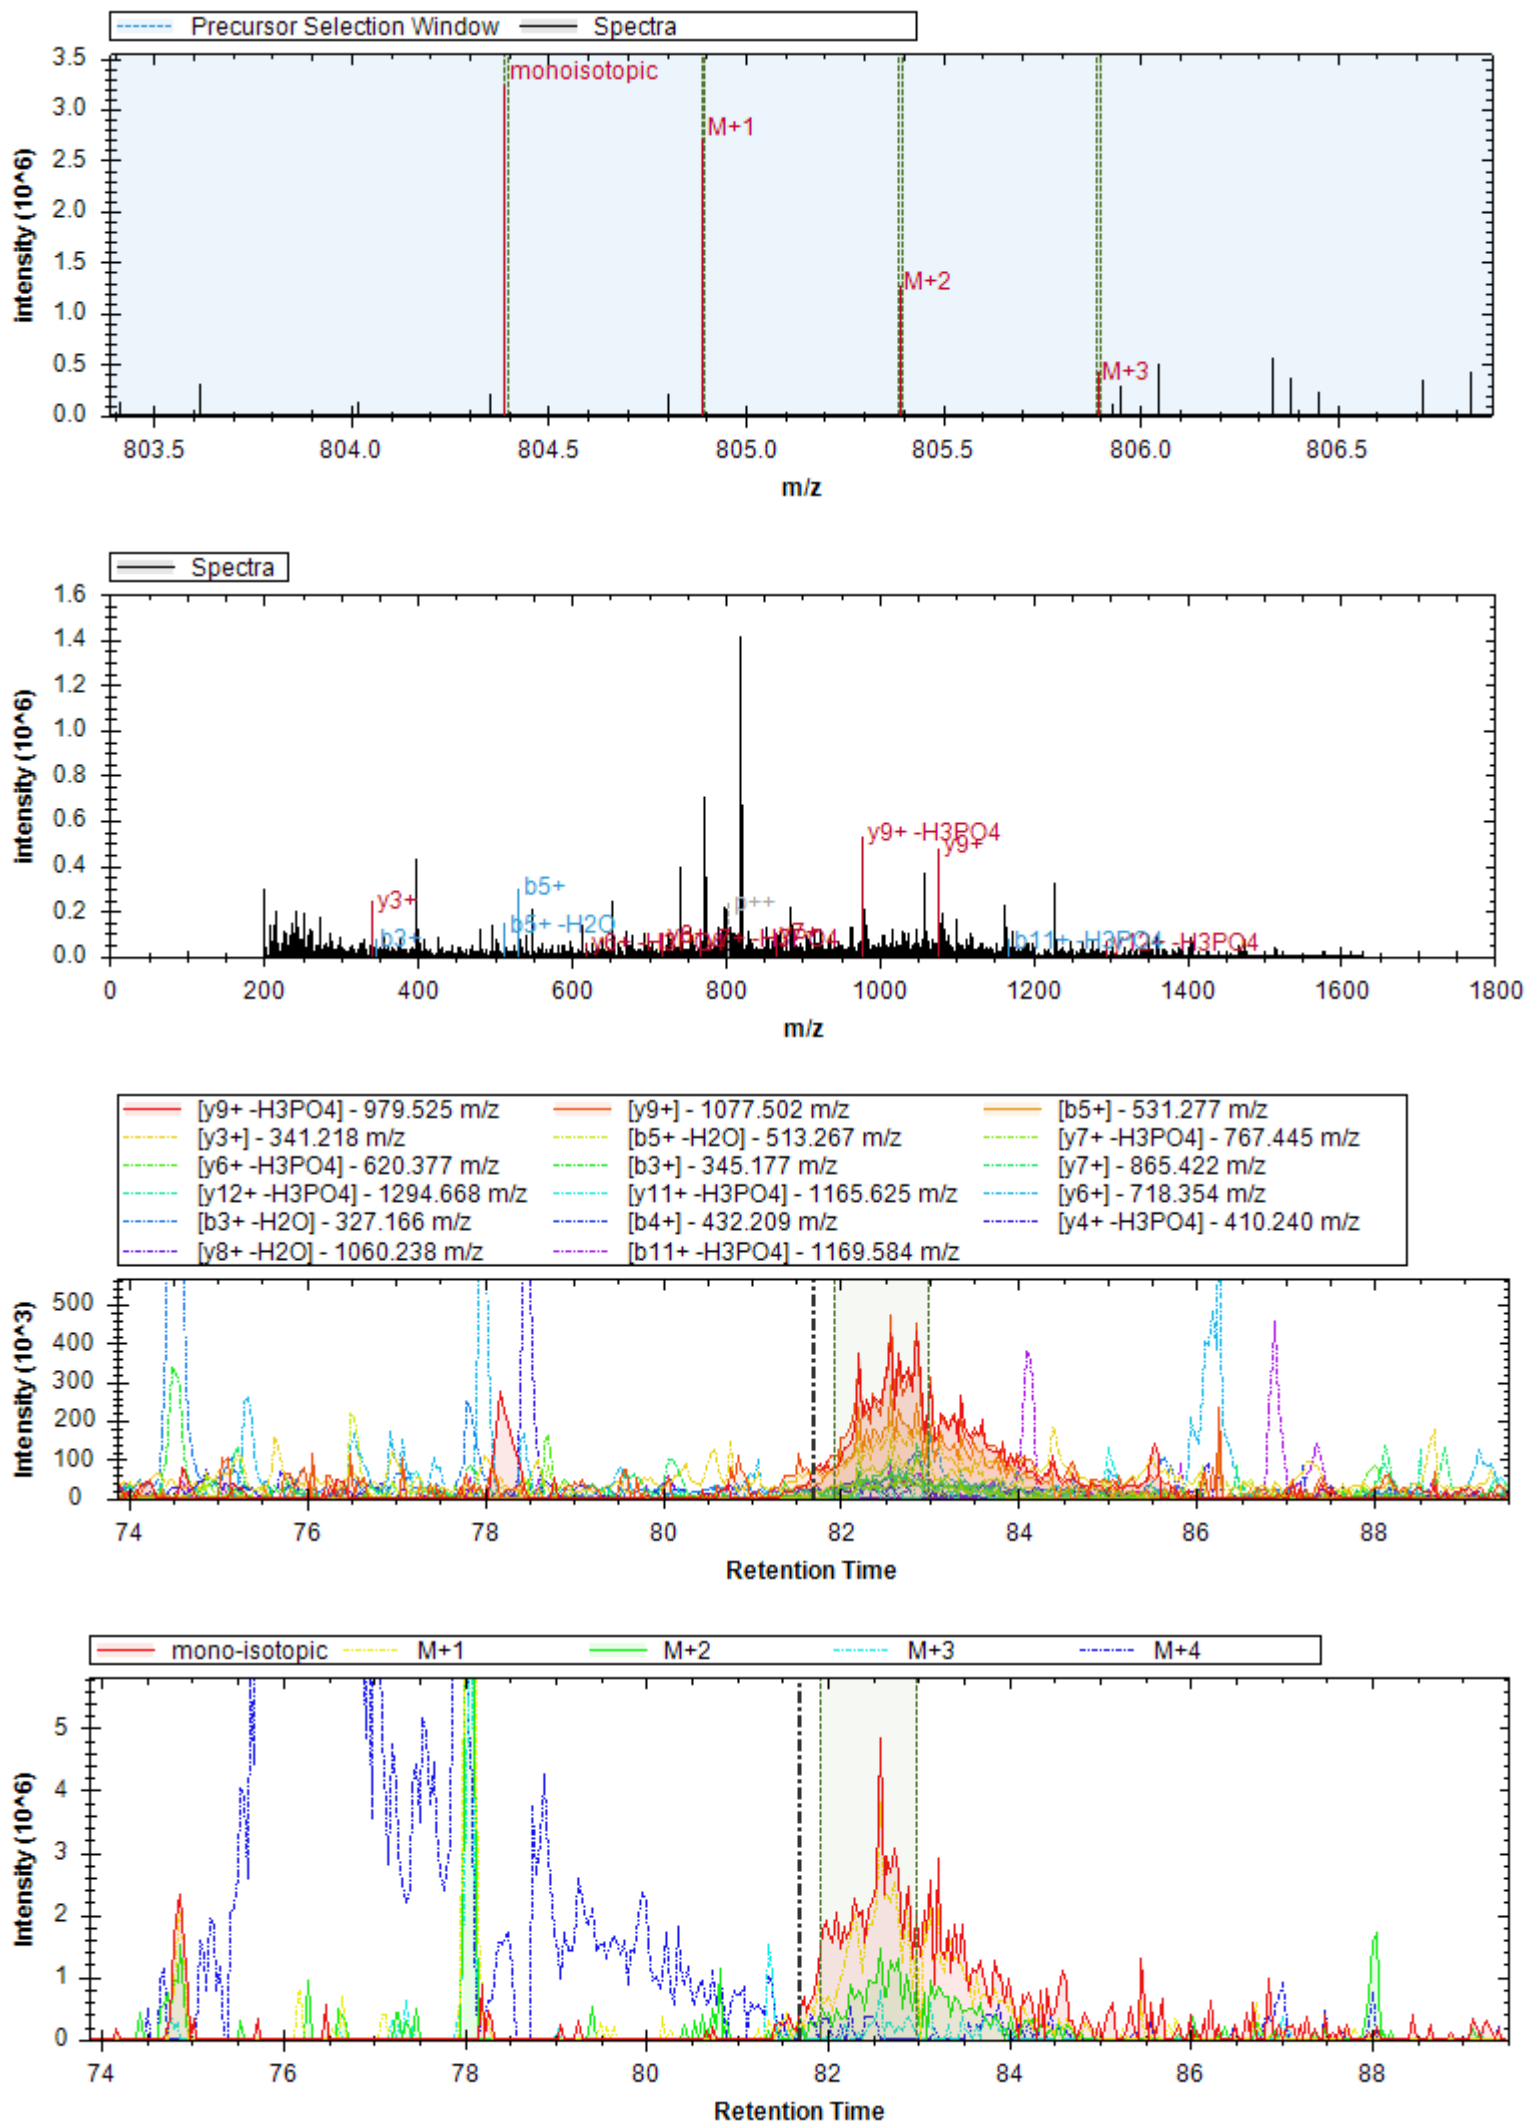 Precursor Selection Window Spectra
3.5
3.0
2.5
2.0
1.5
1.0
0.5
0.0
intensity (10^6)
mohoisotopic
M+1
M+2
M+3
803.5 804.0 804.5 805.0 805.5 806.0 806.5
m/z
Spectra
1.6
1.4
1.2
1.0
0.8
0.6
0.4
0.2
0.0
intensity (10^6)
y9+ -H3PO4
y9+
y3+
b5+
p++
b5+ -H2O
b3+
b11+ -H3PO4
0 200 400 600 800 1000 1200 1400 1600 1800
m/z
[y9+ -H3PO4] - 979.525 m/z [y9+] - 1077.502 m/z [b5+] - 531.277 m/z
[y3+] - 341.218 m/z [b5+ -H2O] - 513.267 m/z [y7+ -H3PO4] - 767.445 m/z
[y6+ -H3PO4] - 620.377 m/z [b3+] - 345.177 m/z [y7+] - 865.422 m/z
[y12+ -H3PO4] - 1294.668 m/z [y11+ -H3PO4] - 1165.625 m/z [y6+] - 718.354 m/z
[b3+ -H2O] - 327.166 m/z [b4+] - 432.209 m/z [y4+ -H3PO4] - 410.240 m/z
[y8+ -H2O] - 1060.238 m/z [b11+ -H3PO4] - 1169.584 m/z
500
400
300
200
100
0
Intensity (10^3)
74 76 78 80 82 84 86 88
Retention Time
mono-isotopic M+1 M+2 M+3 M+4
5
4
3
2
1
0
Intensity (10^6)
74 76 78 80 82 84 86 88
Retention Time